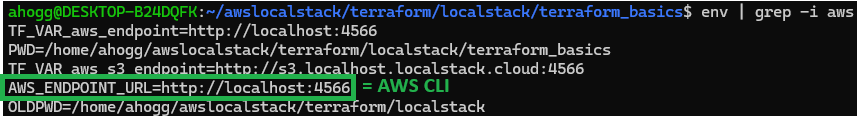 ahogg@DESKTOP-B24DQFK:~/awslocalstack/terraform/localstack/terraform_basics$ env | grep -i aws
TF_VAR_aws_endpoint=http://localhost:4566
PWD=/home/ahogg/awslocalstack/terraform/localstack/terraform_basics
TF_VAR_aws_s3_endpoint=http://s3.localhost.localstack.cloud:4566
AWS_ENDPOINT_URL=http://localhost:4566 = AWS CLI
OLDPWD=/home/ahogg/awslocalstack/terraform/localstack